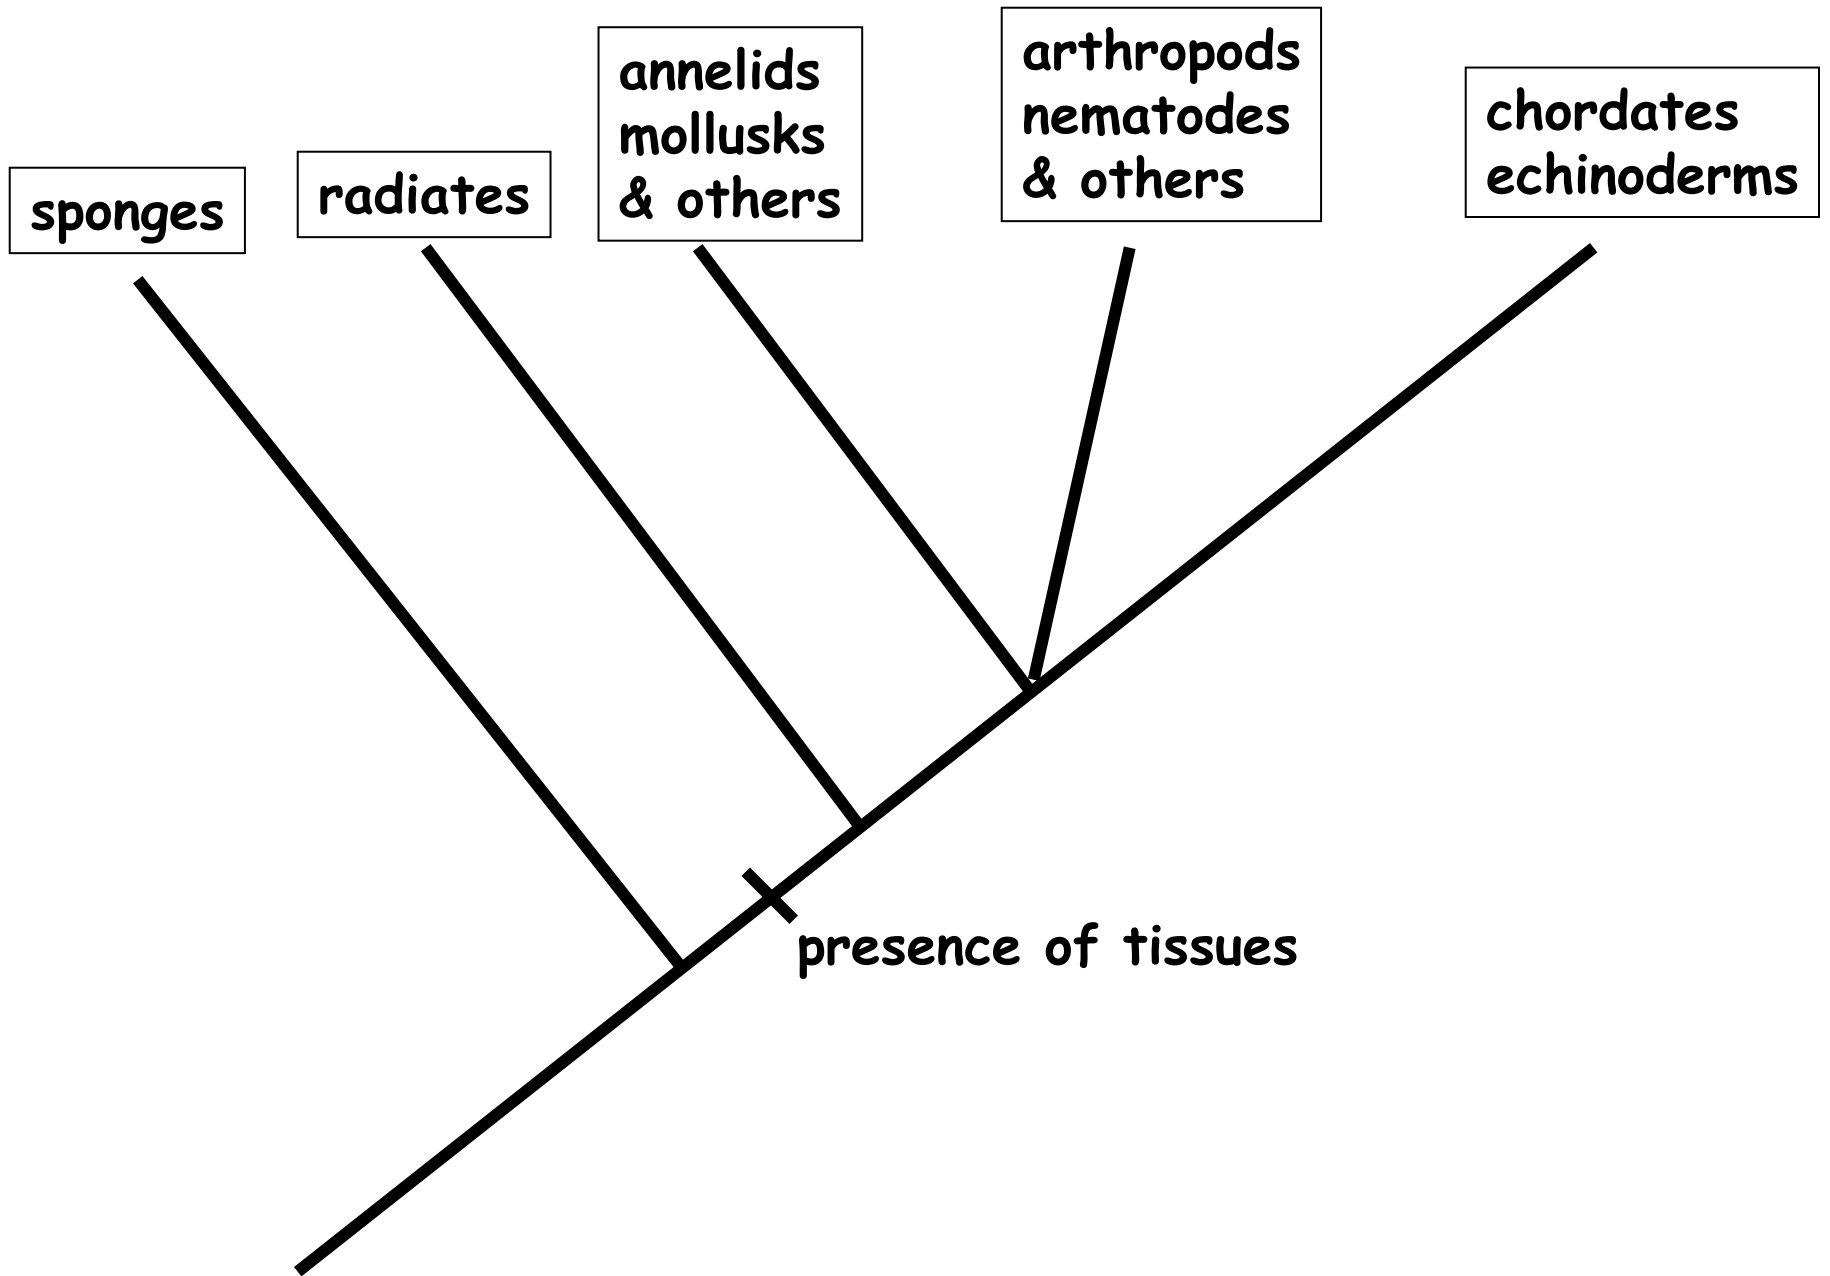 sponges
radiates
annelids
mollusks
& others
arthropods
nematodes
& others
chordates
echinoderms
presence of tissues